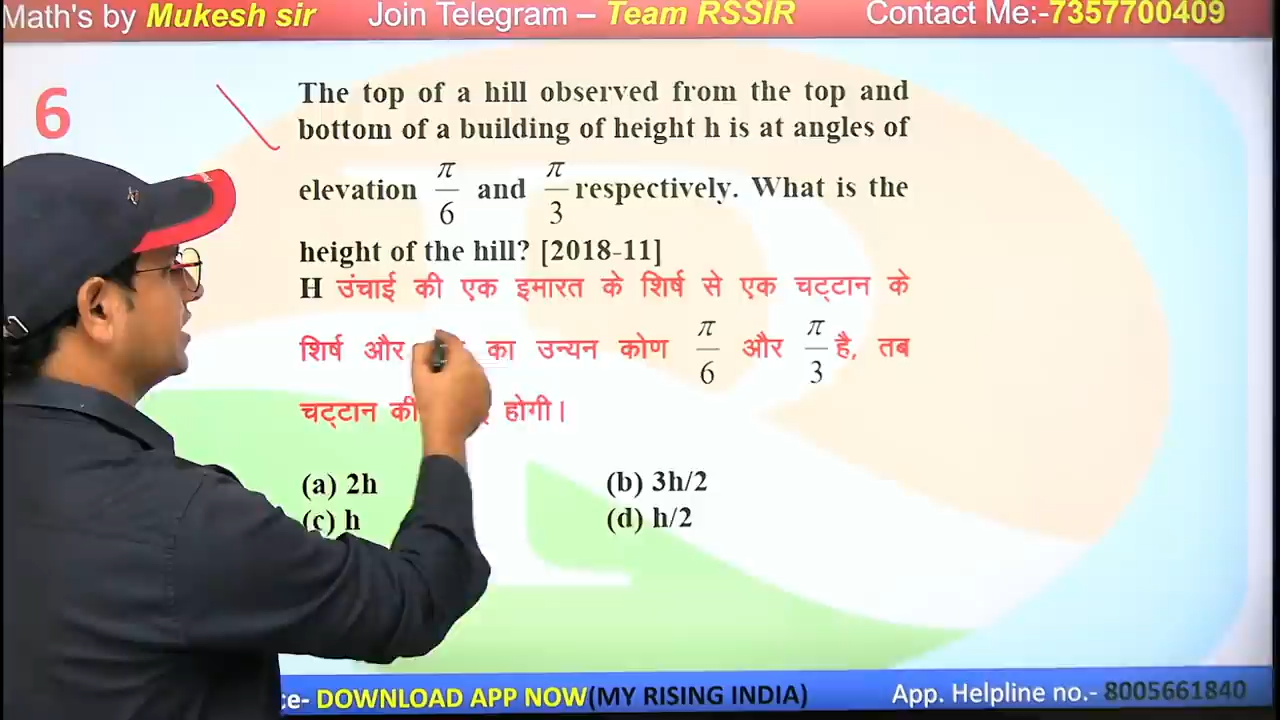 Math's by Mukesh sir Join Telegram – Team RSSIR Contact Me:-7357700409
6
The top of a hill observed from the top and
bottom of a building of height h is at angles of
elevation π/6 and π/3 respectively. What is the
height of the hill? [2018-11]
H उंचाई की एक इमारत के शिर्ष से एक चट्टान के
शिर्ष और का उन्यन कोण π/6 और π/3 है, तब
चट्टान की होगी।
(a) 2h (b) 3h/2
(c) h (d) h/2
DOWNLOAD APP NOW(MY RISING INDIA) App. Helpline no.- 8005661840